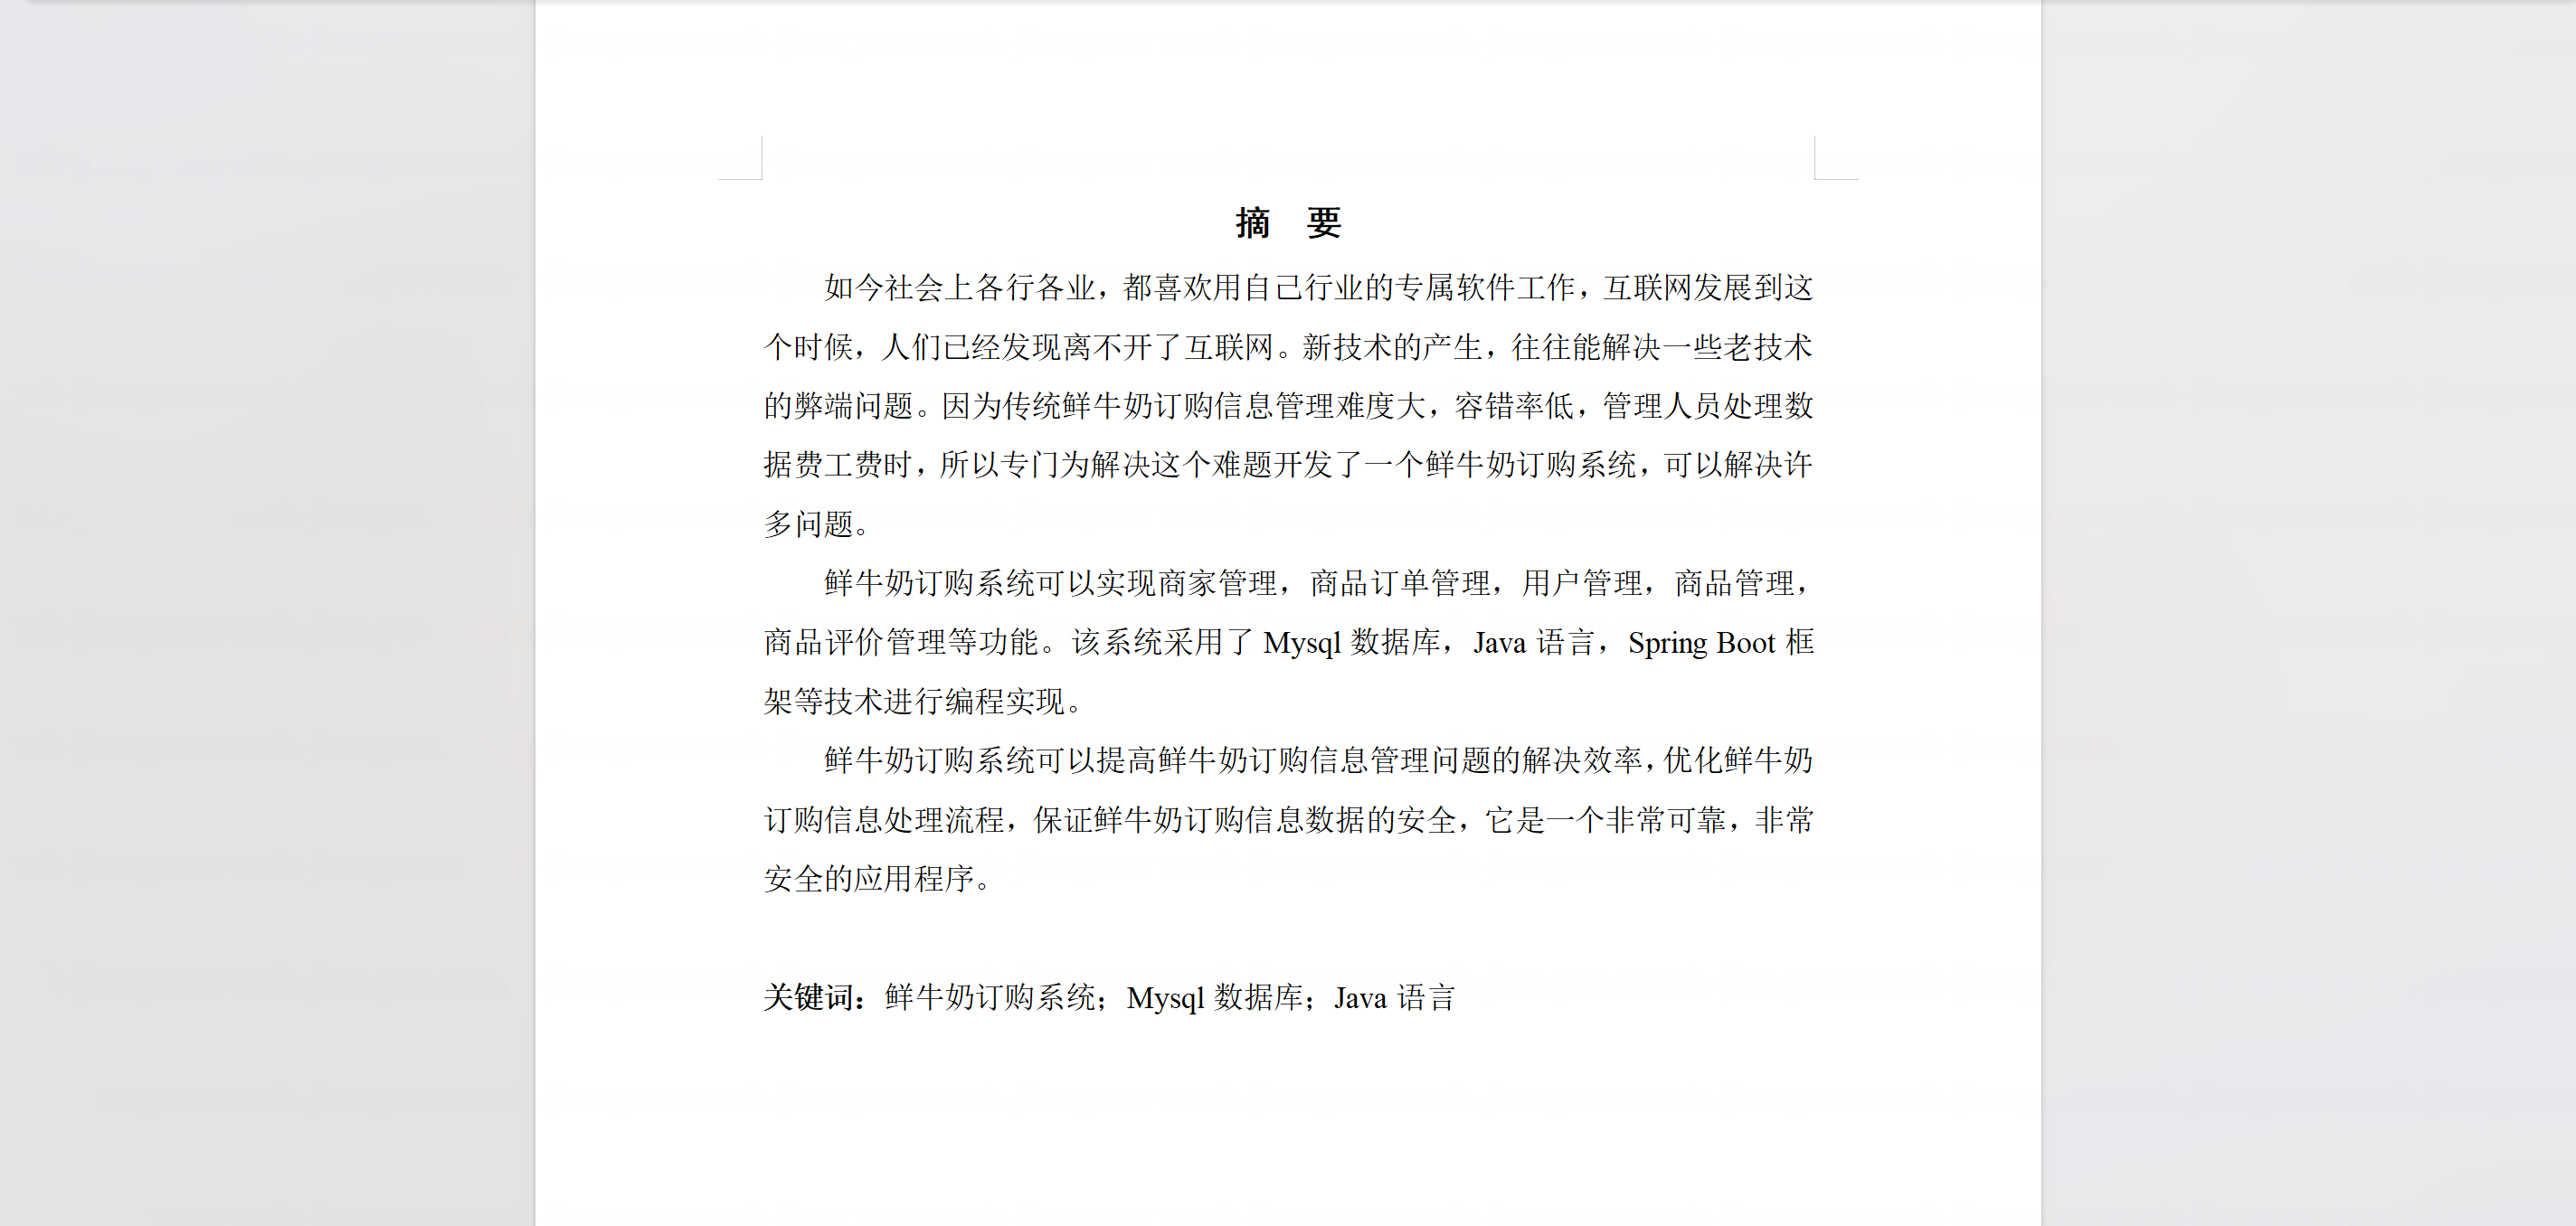 摘　要
如今社会上各行各业，都喜欢用自己行业的专属软件工作，互联网发展到这
个时候，人们已经发现离不开了互联网。新技术的产生，往往能解决一些老技术
的弊端问题。因为传统鲜牛奶订购信息管理难度大，容错率低，管理人员处理数
据费工费时，所以专门为解决这个难题开发了一个鲜牛奶订购系统，可以解决许
多问题。
鲜牛奶订购系统可以实现商家管理，商品订单管理，用户管理，商品管理，
商品评价管理等功能。该系统采用了 Mysql 数据库，Java 语言，Spring Boot 框
架等技术进行编程实现。
鲜牛奶订购系统可以提高鲜牛奶订购信息管理问题的解决效率，优化鲜牛奶
订购信息处理流程，保证鲜牛奶订购信息数据的安全，它是一个非常可靠，非常
安全的应用程序。
关键词：鲜牛奶订购系统；Mysql 数据库；Java 语言